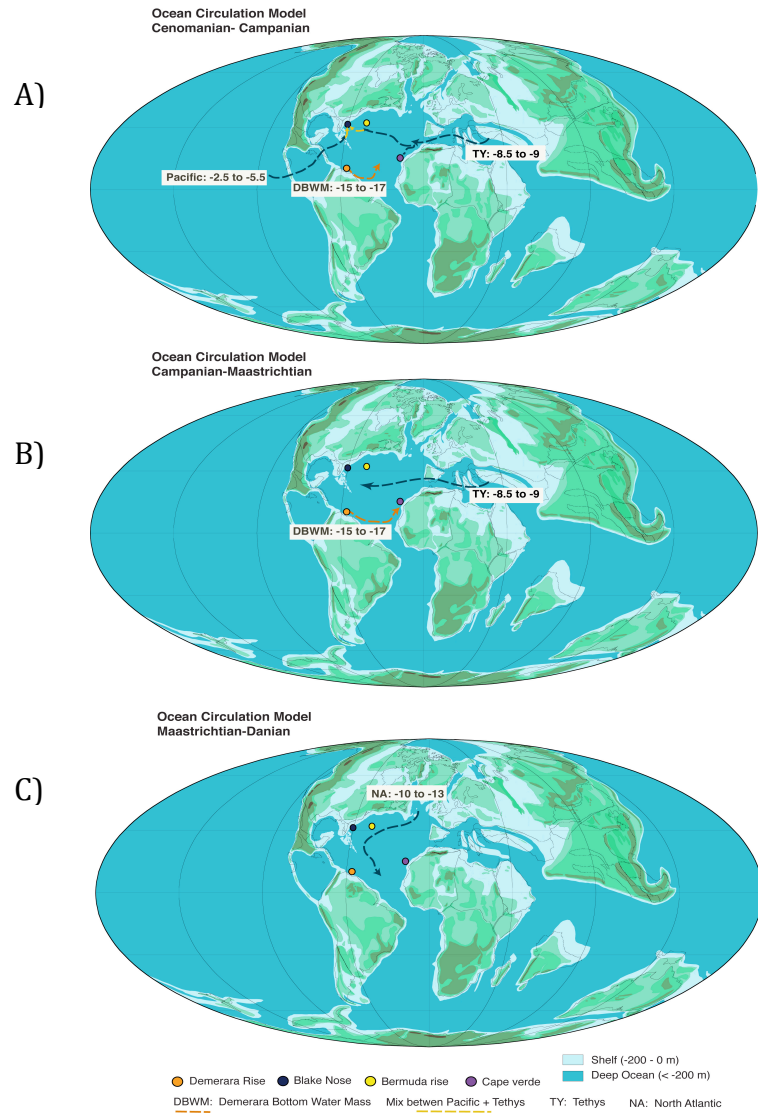 Ocean Circulation Model
Cenomanian- Campanian
A)
TY: -8.5 to -9
Pacific: -2.5 to -5.5
DBWM: -15 to -17
Ocean Circulation Model
Campanian-Maastrichtian
B)
TY: -8.5 to -9
DBWM: -15 to -17
Ocean Circulation Model
Maastrichtian-Danian
C)
NA: -10 to -13
Shelf (-200 - 0 m)
Deep Ocean (< -200 m)
Demerara Rise Blake Nose Bermuda rise Cape verde
DBWM: Demerara Bottom Water Mass Mix betwen Pacific + Tethys TY: Tethys NA: North Atlantic